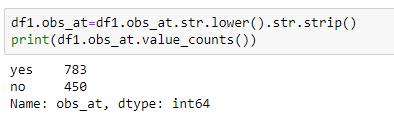 df1.obs_at=df1.obs_at.str.lower().str.strip()
print(df1.obs_at.value_counts())
yes    783
no     450
Name: obs_at, dtype: int64